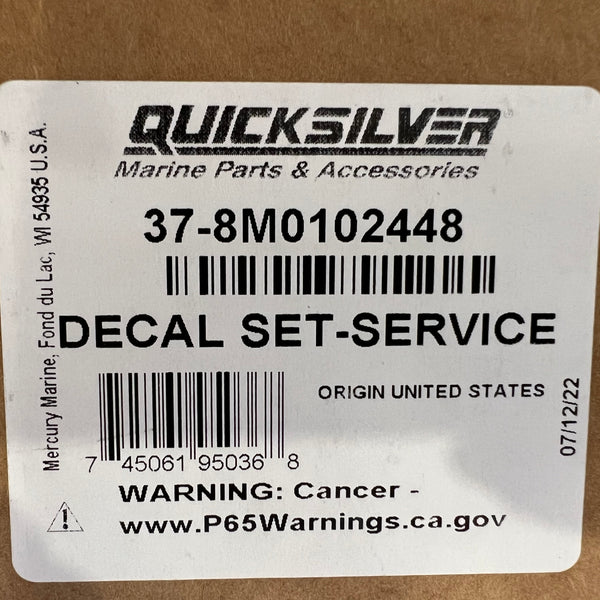 QUICKSILVER
Marine Parts & Accessories
37-8M0102448
DECAL SET-SERVICE
ORIGIN UNITED STATES
7 45061 95036 8
WARNING: Cancer -
www.P65Warnings.ca.gov
Mercury Marine, Fond du Lac, WI 54935 U.S.A.
07/12/22